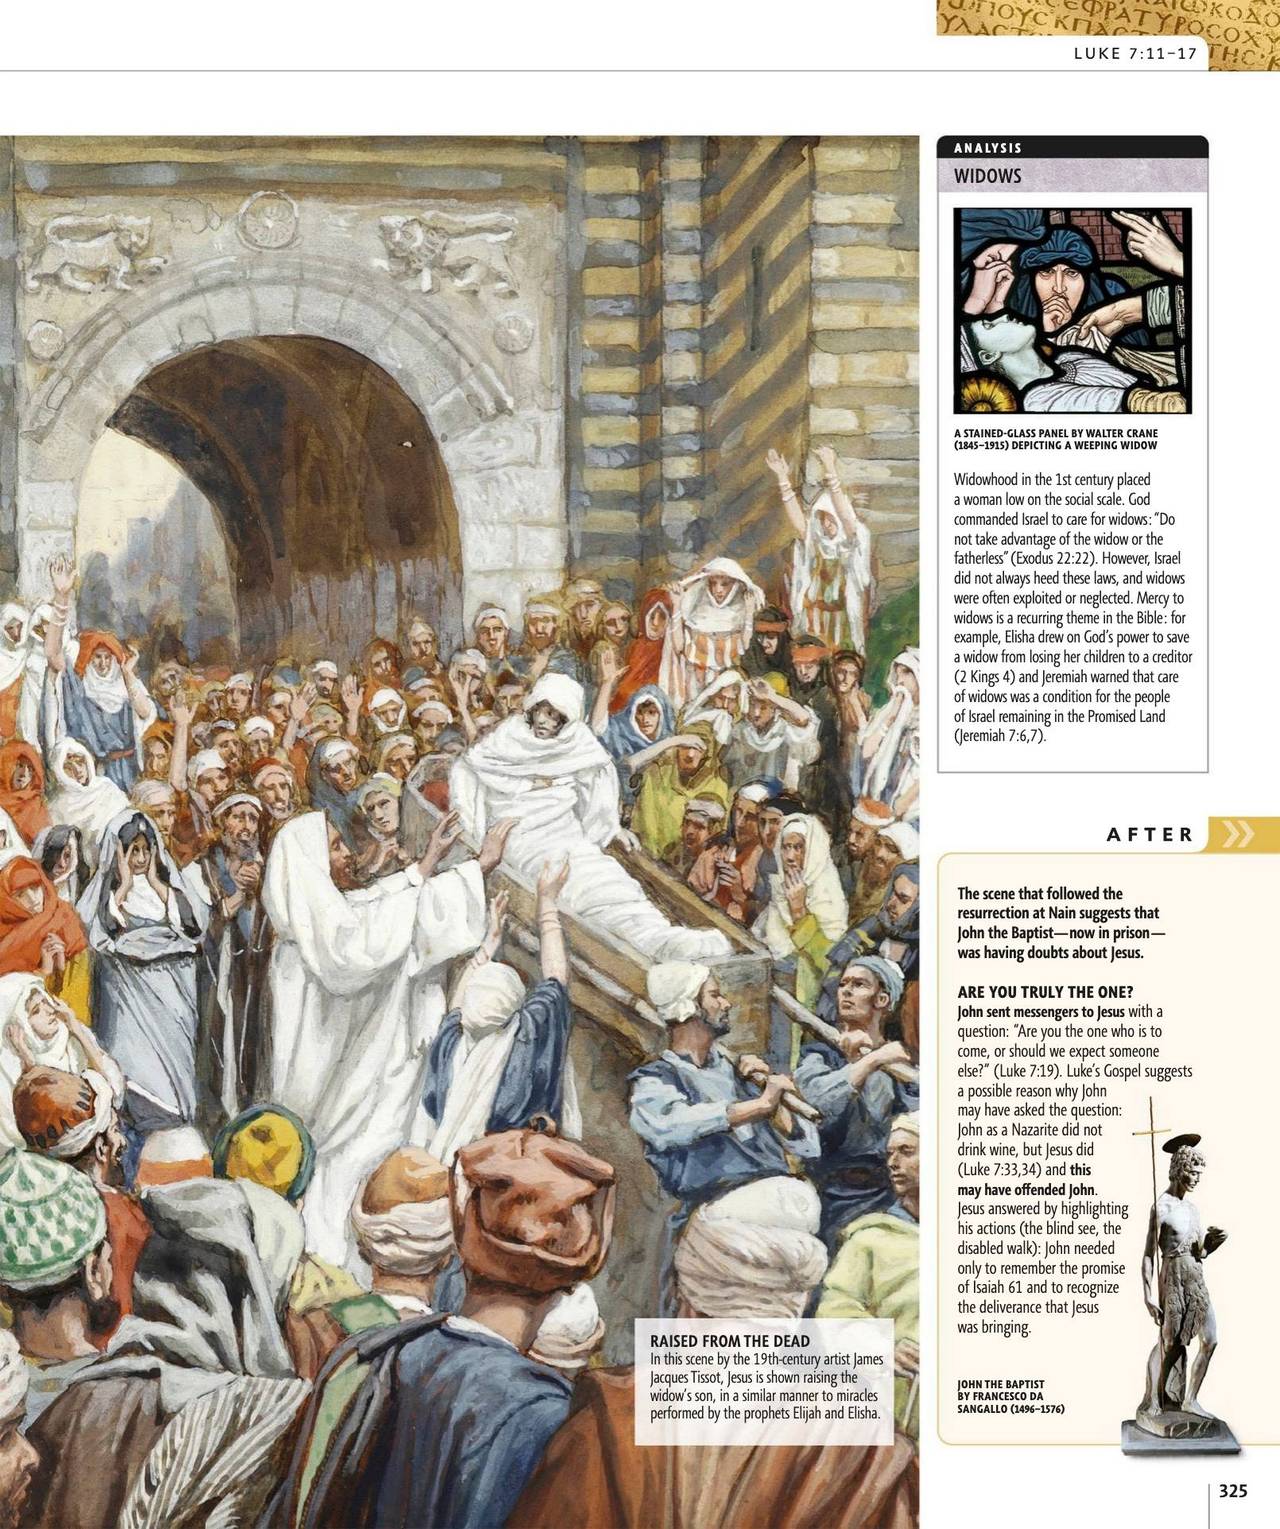 LUKE 7:11–17
ANALYSIS
WIDOWS
A STAINED-GLASS PANEL BY WALTER CRANE
(1845–1915) DEPICTING A WEEPING WIDOW
Widowhood in the 1st century placed
a woman low on the social scale. God
commanded Israel to care for widows: “Do
not take advantage of the widow or the
fatherless” (Exodus 22:22). However, Israel
did not always heed these laws, and widows
were often exploited or neglected. Mercy to
widows is a recurring theme in the Bible: for
example, Elisha drew on God’s power to save
a widow from losing her children to a creditor
(2 Kings 4) and Jeremiah warned that care
of widows was a condition for the people
of Israel remaining in the Promised Land
(Jeremiah 7:6,7).
AFTER
The scene that followed the
resurrection at Nain suggests that
John the Baptist—now in prison—
was having doubts about Jesus.
ARE YOU TRULY THE ONE?
John sent messengers to Jesus with a
question: “Are you the one who is to
come, or should we expect someone
else?” (Luke 7:19). Luke’s Gospel suggests
a possible reason why John
may have asked the question:
John as a Nazarite did not
drink wine, but Jesus did
(Luke 7:33,34) and this
may have offended John.
Jesus answered by highlighting
his actions (the blind see, the
disabled walk): John needed
only to remember the promise
of Isaiah 61 and to recognize
the deliverance that Jesus
was bringing.
JOHN THE BAPTIST
BY FRANCESCO DA
SANGALLO (1496–1576)
RAISED FROM THE DEAD
In this scene by the 19th-century artist James
Jacques Tissot, Jesus is shown raising the
widow’s son, in a similar manner to miracles
performed by the prophets Elijah and Elisha.
325